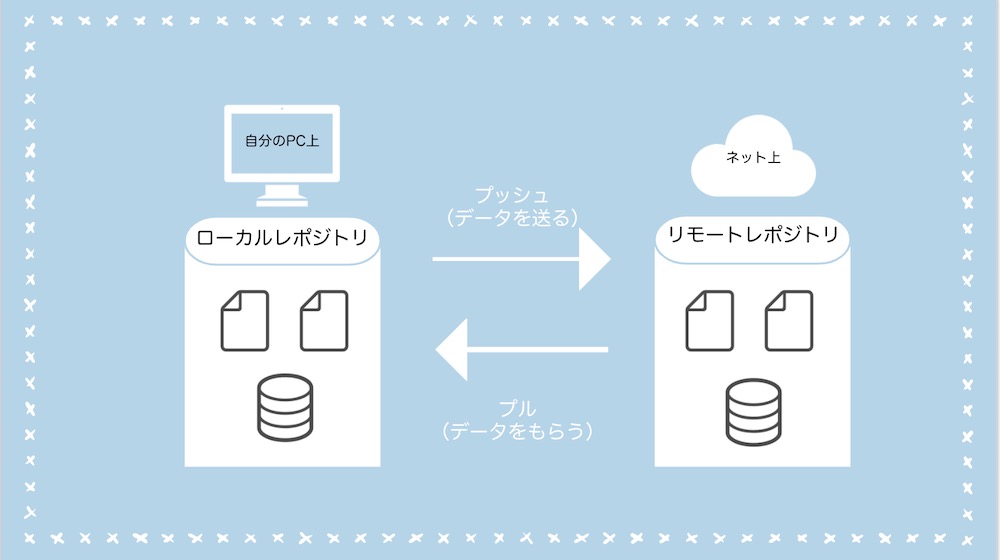 自分のPC上
ネット上
プッシュ
（データを送る）
ローカルレポジトリ
リモートレポジトリ
プル
（データをもらう）